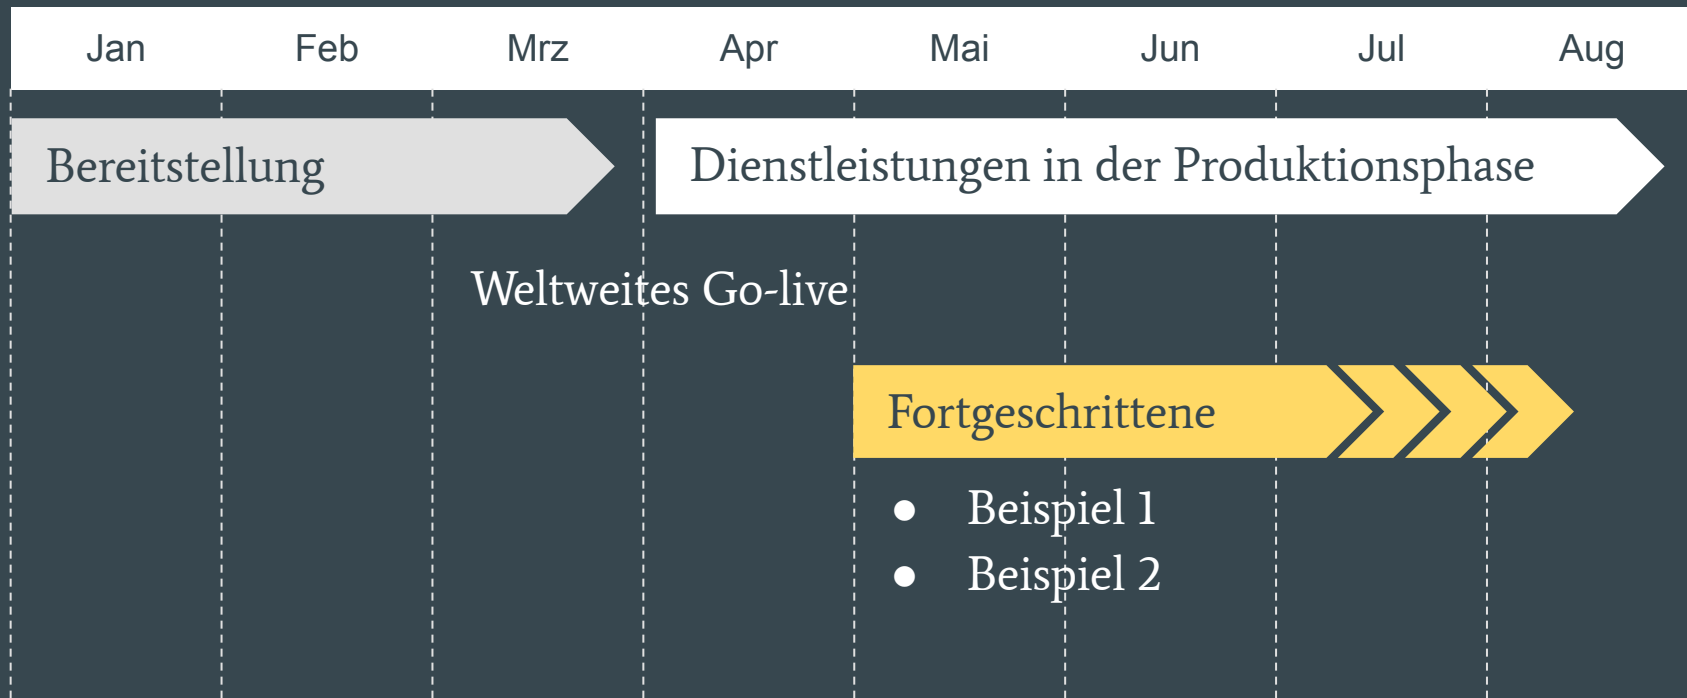 Jan Feb Mrz Apr Mai Jun Jul Aug
Bereitstellung
Dienstleistungen in der Produktionsphase
Weltweites Go-live
Fortgeschrittene
● Beispiel 1
● Beispiel 2